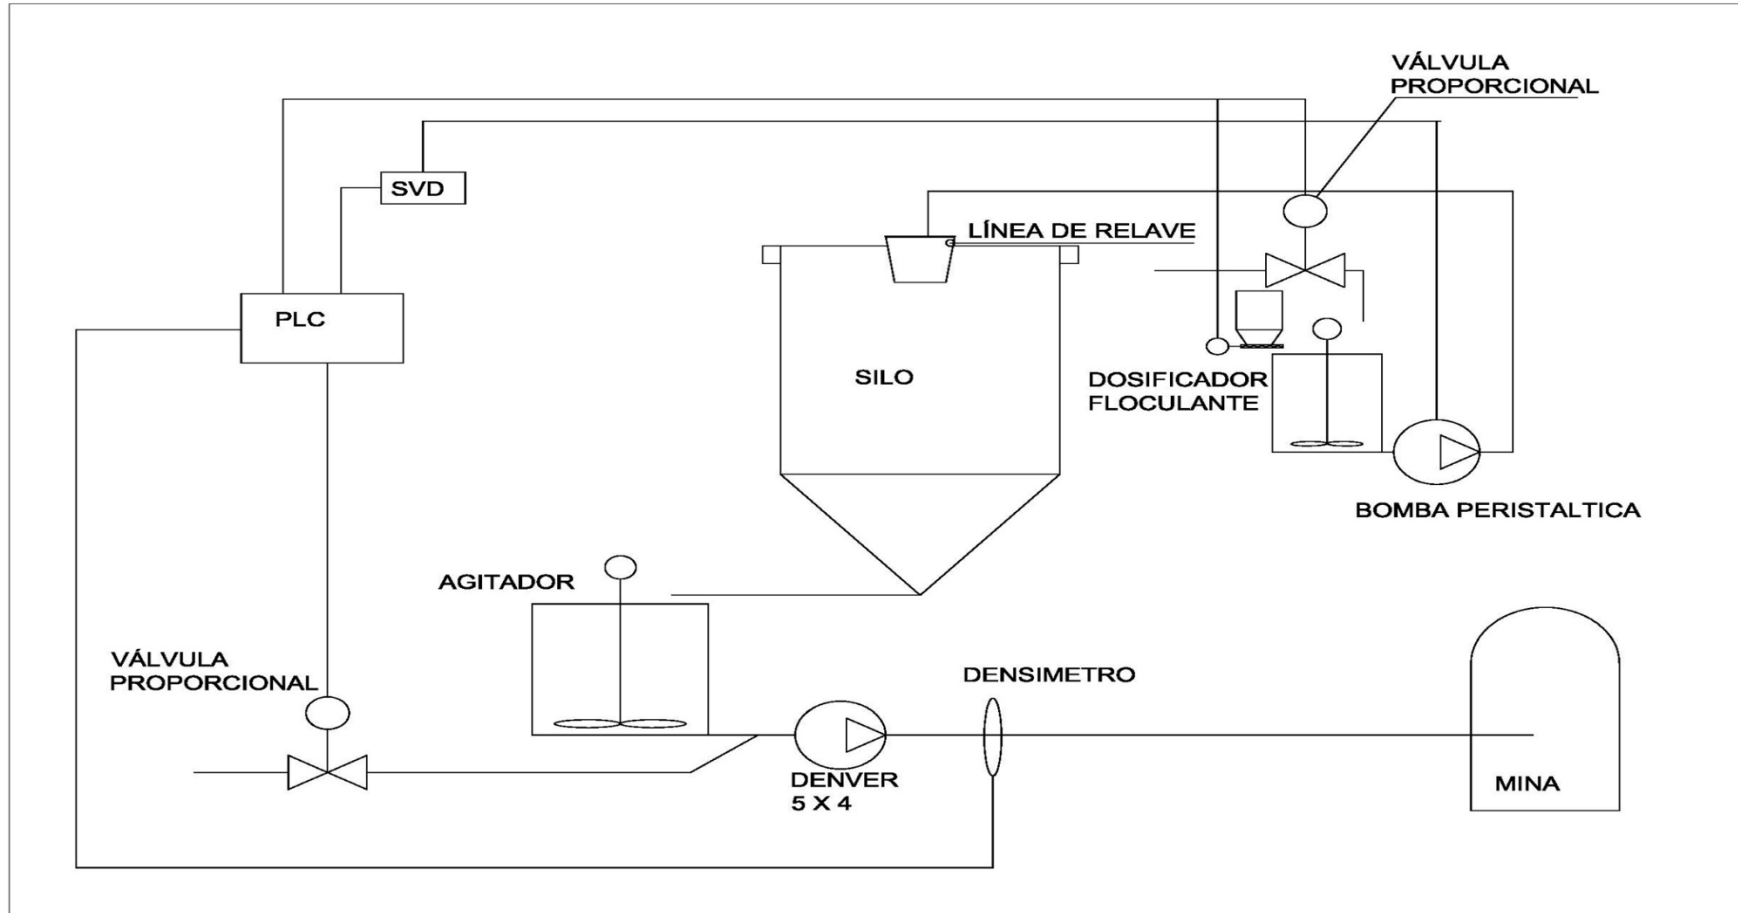 VÁLVULA
PROPORCIONAL
SVD
LÍNEA DE RELAVE
PLC
SILO
DOSIFICADOR
FLOCULANTE
BOMBA PERISTALTICA
AGITADOR
VÁLVULA
PROPORCIONAL
DENSIMETRO
DENVER
5 X 4
MINA